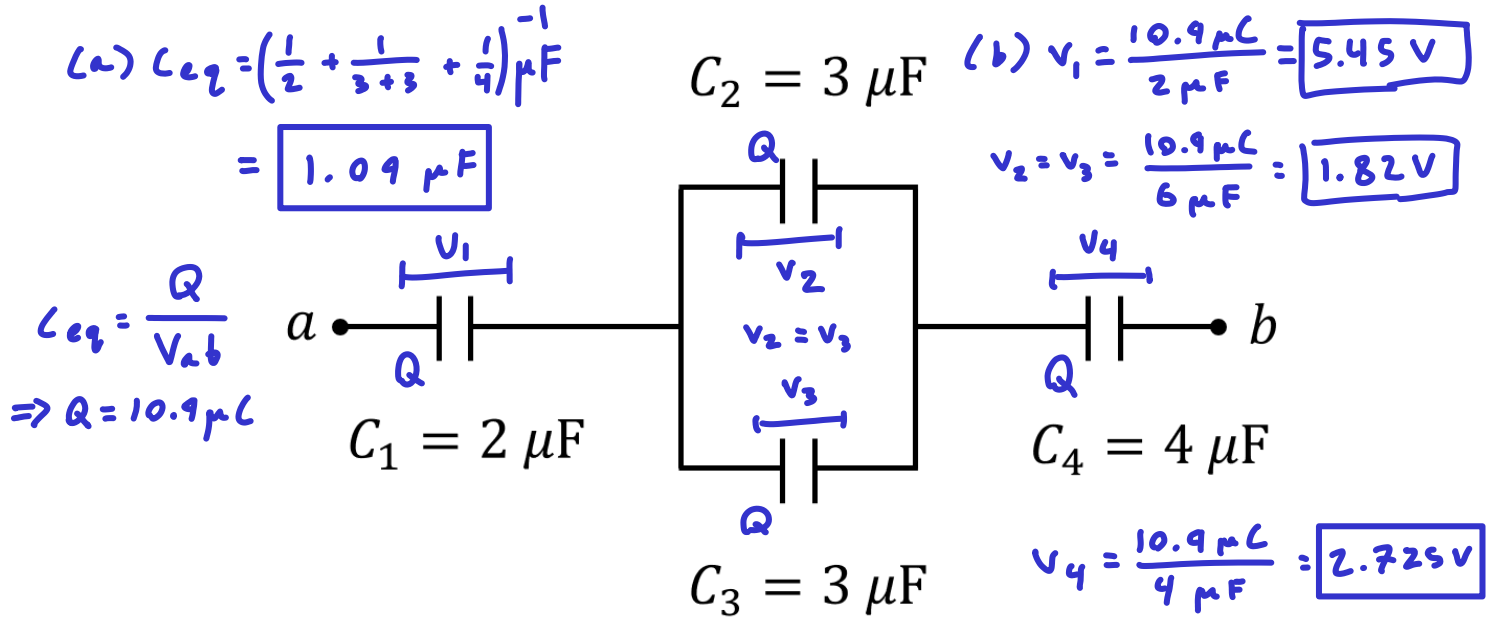 (a) C_eq = (1/2 + 1/(3+3) + 1/4)^-1 μF
= 1.09 μF
(b) V₁ = 10.9 μC / 2 μF = 5.45 V
V₂ = V₃ = 10.9 μC / 6 μF = 1.82 V
C₂ = 3 μF
Q
V₂
V₁
V₄
C_eq = Q / V_ab
⇒ Q = 10.9 μC
a
Q
V₂ = V₃
Q
b
V₃
Q
C₁ = 2 μF
C₄ = 4 μF
C₃ = 3 μF
V₄ = 10.9 μC / 4 μF = 2.725 V